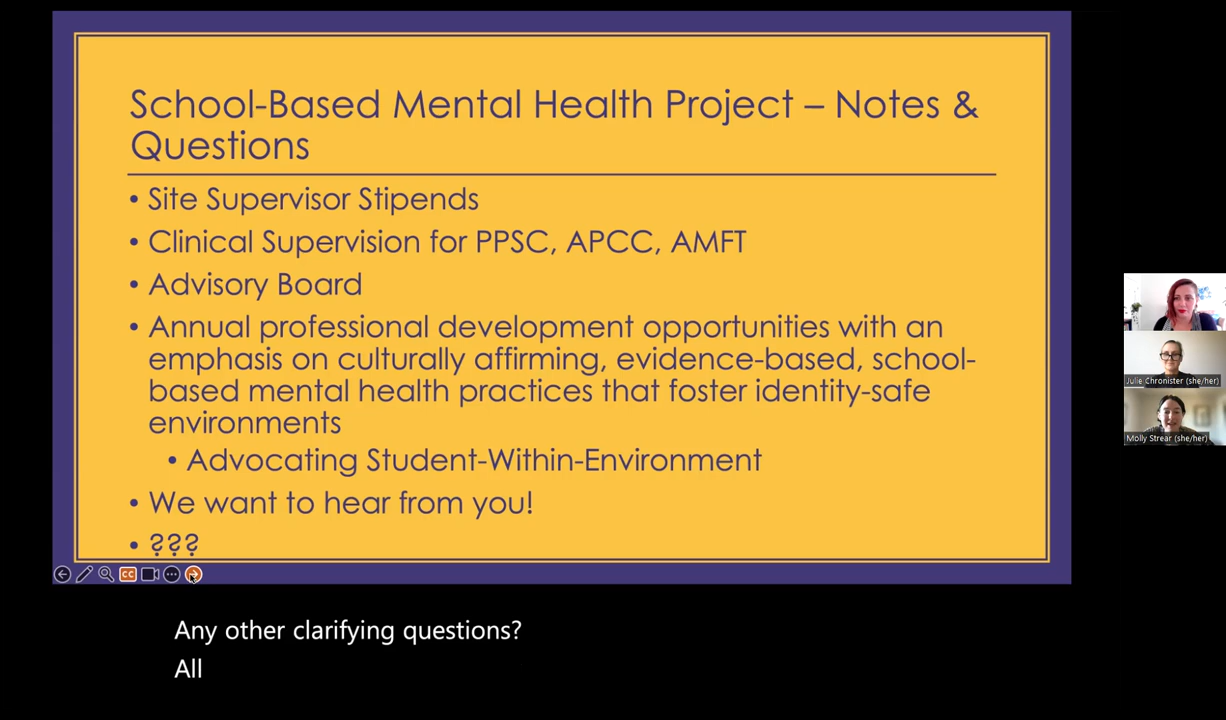 School-Based Mental Health Project – Notes &
Questions
• Site Supervisor Stipends
• Clinical Supervision for PPSC, APCC, AMFT
• Advisory Board
• Annual professional development opportunities with an
emphasis on culturally affirming, evidence-based, school-
based mental health practices that foster identity-safe
environments
• Advocating Student-Within-Environment
• We want to hear from you!
• ???
CC
Julie Chronister (she/her)
Molly Strear (she/her)
Any other clarifying questions?
All